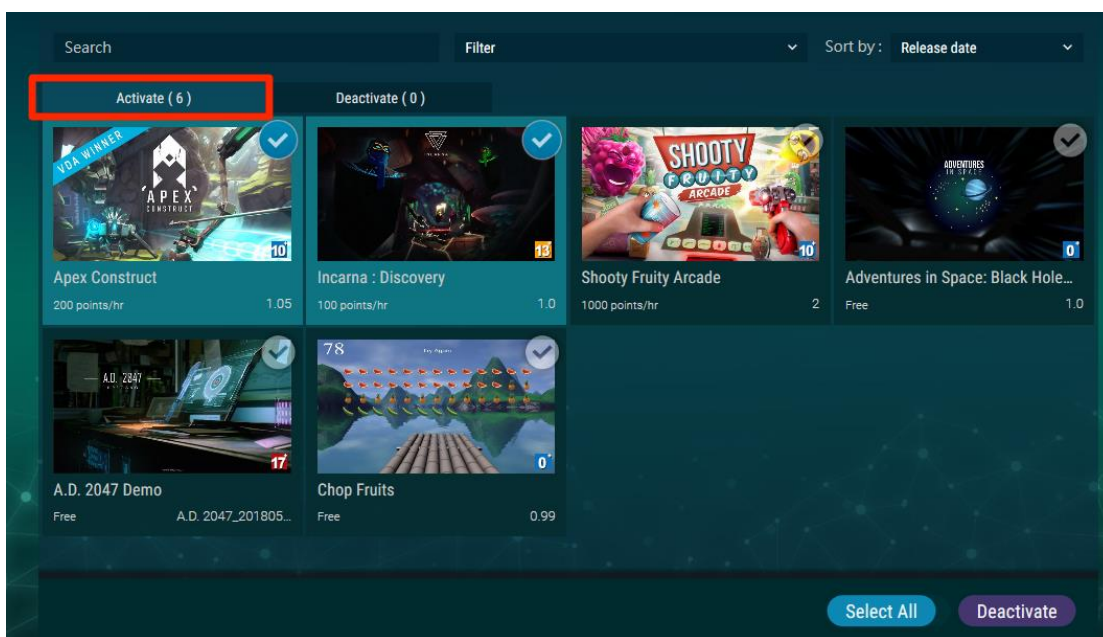 Search
Filter
Sort by :
Release date
Activate ( 6 )
Deactivate ( 0 )
VDA WINNER
APEX
CONSTRUCT
10+
Apex Construct
200 points/hr
1.05
INCARNA
13
Incarna : Discovery
100 points/hr
1.0
SHOOTY
FRUITY
ARCADE
10+
Shooty Fruity Arcade
1000 points/hr
2
ADVENTURES
IN SPACE
0+
Adventures in Space: Black Hole...
Free
1.0
A.D. 2047
17+
A.D. 2047 Demo
Free
A.D. 2047_201805...
78
0+
Chop Fruits
Free
0.99
Select All
Deactivate